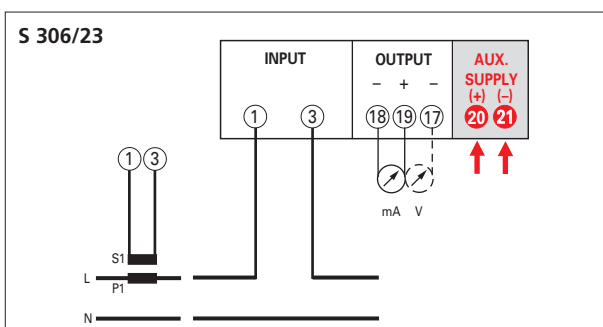 S 306/23
INPUT
OUTPUT
AUX.
SUPPLY
– + –
(+) (–)
1 3 18 19 17 20 21
1 3
mA V
S1
L
P1
N